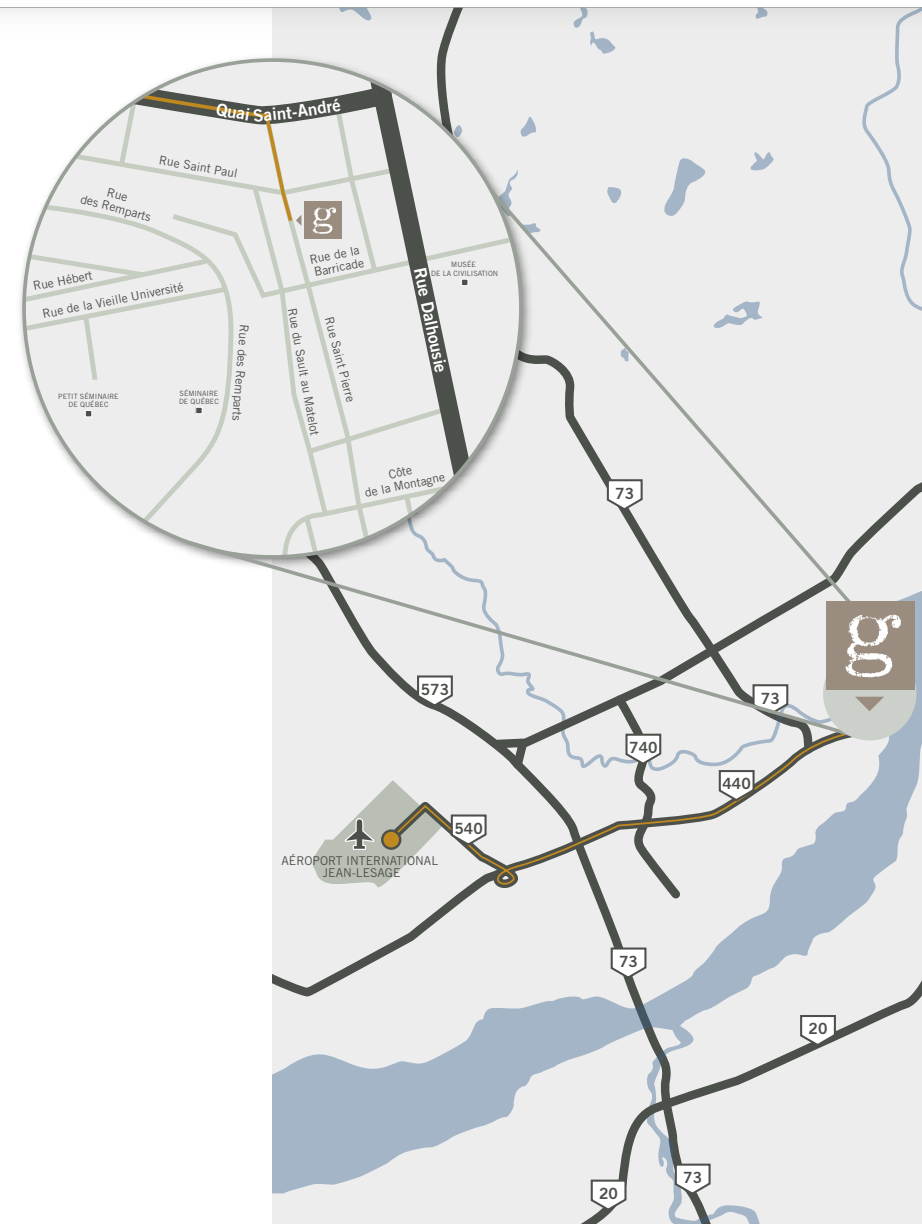 Quai Saint-André
Rue Saint Paul
Rue
des Remparts
g
Rue de la
Barricade
MUSÉE
DE LA CIVILISATION
Rue Hébert
Rue de la Vieille Université
Rue Dalhousie
Rue des Remparts
Rue du Sault au Matelot
Rue Saint Pierre
PETIT SÉMINAIRE
DE QUÉBEC
SÉMINAIRE
DE QUÉBEC
Côte
de la Montagne
73
g
573
73
740
440
540
AÉROPORT INTERNATIONAL
JEAN-LESAGE
73
20
73
20